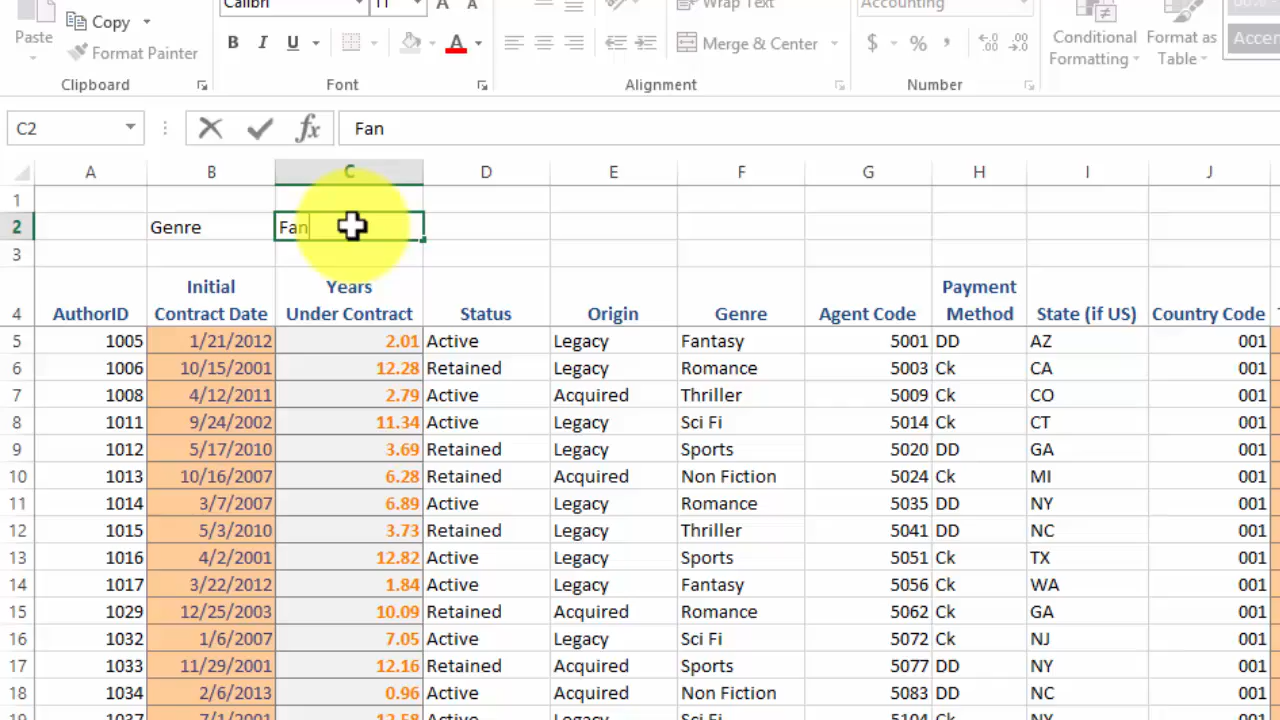 Calibri 11 A A Wrap Text Accounting
Paste Copy Format Painter
B I U A Merge & Center $ % , .00 Conditional Formatting Format as Table Accen
Clipboard Font Alignment Number
C2 fx Fan
A B C D E F G H I J
1
2 Genre Fan
3
4 AuthorID Initial Contract Date Years Under Contract Status Origin Genre Agent Code Payment Method State (if US) Country Code
5 1005 1/21/2012 2.01 Active Legacy Fantasy 5001 DD AZ 001
6 1006 10/15/2001 12.28 Retained Legacy Romance 5003 Ck CA 001
7 1008 4/12/2011 2.79 Active Acquired Thriller 5009 Ck CO 001
8 1011 9/24/2002 11.34 Active Legacy Sci Fi 5014 Ck CT 001
9 1012 5/17/2010 3.69 Retained Legacy Sports 5020 DD GA 001
10 1013 10/16/2007 6.28 Retained Acquired Non Fiction 5024 Ck MI 001
11 1014 3/7/2007 6.89 Active Legacy Romance 5035 DD NY 001
12 1015 5/3/2010 3.73 Retained Legacy Thriller 5041 DD NC 001
13 1016 4/2/2001 12.82 Active Legacy Sports 5051 Ck TX 001
14 1017 3/22/2012 1.84 Active Legacy Fantasy 5056 Ck WA 001
15 1029 12/25/2003 10.09 Retained Acquired Romance 5062 Ck GA 001
16 1032 1/6/2007 7.05 Active Legacy Sci Fi 5072 Ck NJ 001
17 1033 11/29/2001 12.16 Retained Acquired Sports 5077 DD NY 001
18 1034 2/6/2013 0.96 Active Acquired Non Fiction 5083 DD NC 001
19 1037 7/1/2001 12.58 Retained Legacy Sci Fi 5104 Ck NY 001